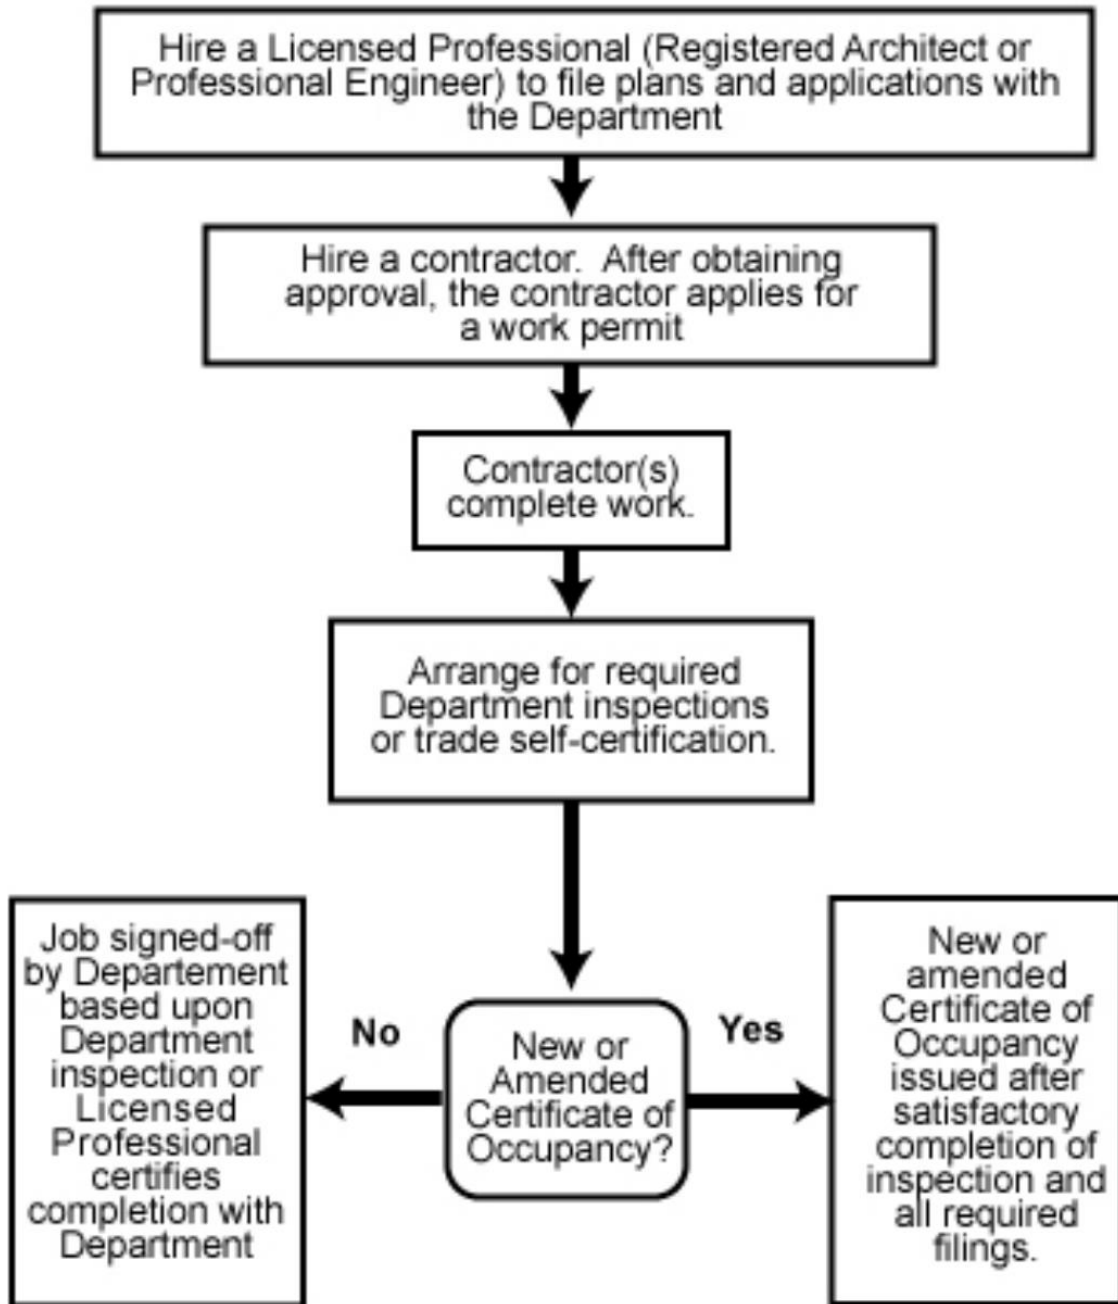 Hire a Licensed Professional (Registered Architect or
Professional Engineer) to file plans and applications with
the Department
Hire a contractor.  After obtaining
approval, the contractor applies for
a work permit
Contractor(s)
complete work.
Arrange for required
Department inspections
or trade self-certification.
New or
Amended
Certificate of
Occupancy?
No
Job signed-off
by Departement
based upon
Department
inspection or
Licensed
Professional
certifies
completion with
Department
Yes
New or
amended
Certificate of
Occupancy
issued after
satisfactory
completion of
inspection and
all required
filings.